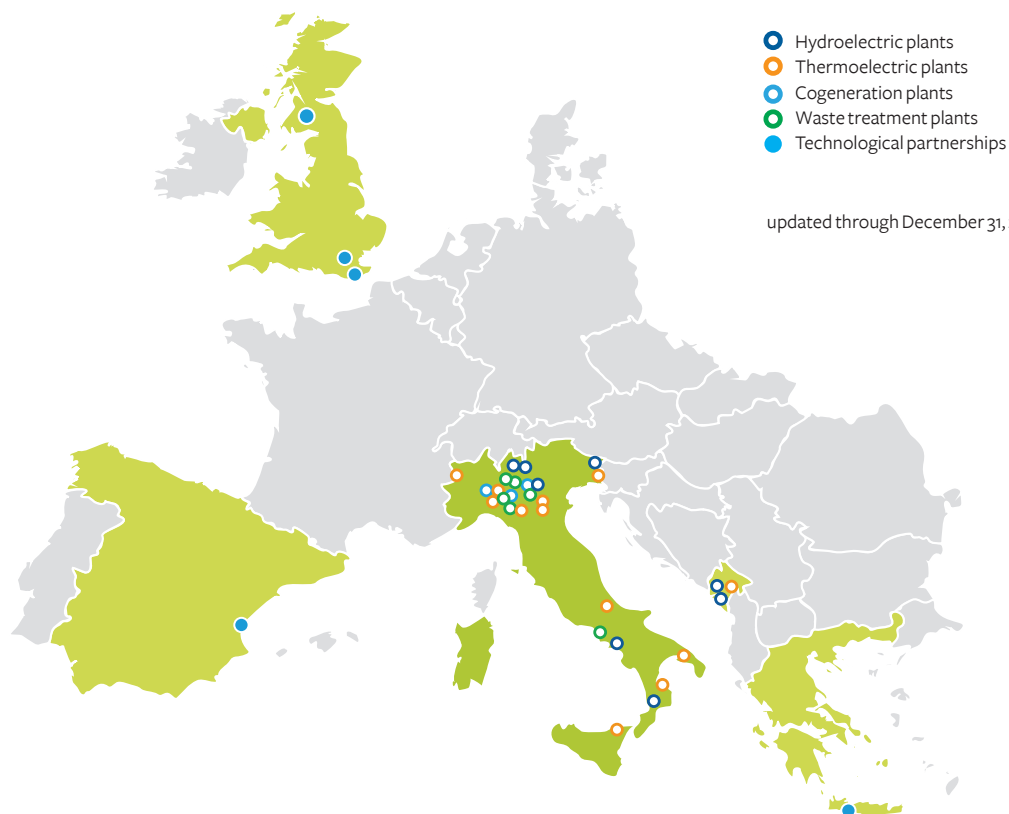 Hydroelectric plants
Thermoelectric plants
Cogeneration plants
Waste treatment plants
Technological partnerships
updated through December 31,